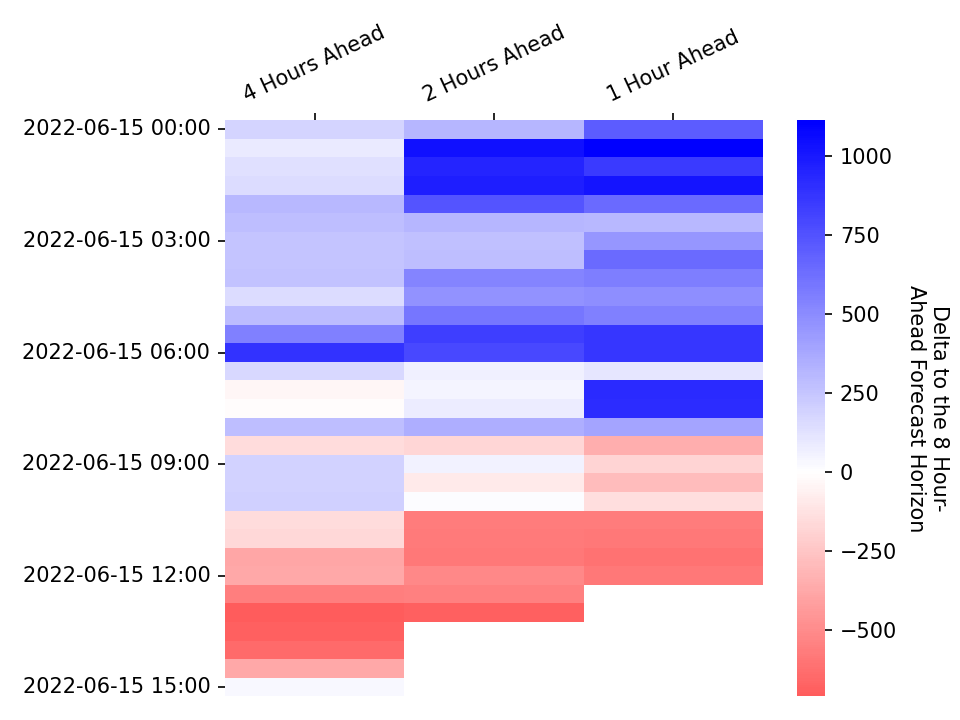 4 Hours Ahead
2 Hours Ahead
1 Hour Ahead
2022-06-15 00:00
2022-06-15 03:00
2022-06-15 06:00
2022-06-15 09:00
2022-06-15 12:00
2022-06-15 15:00
1000
750
500
250
0
−250
−500
Delta to the 8 Hour-
Ahead Forecast Horizon